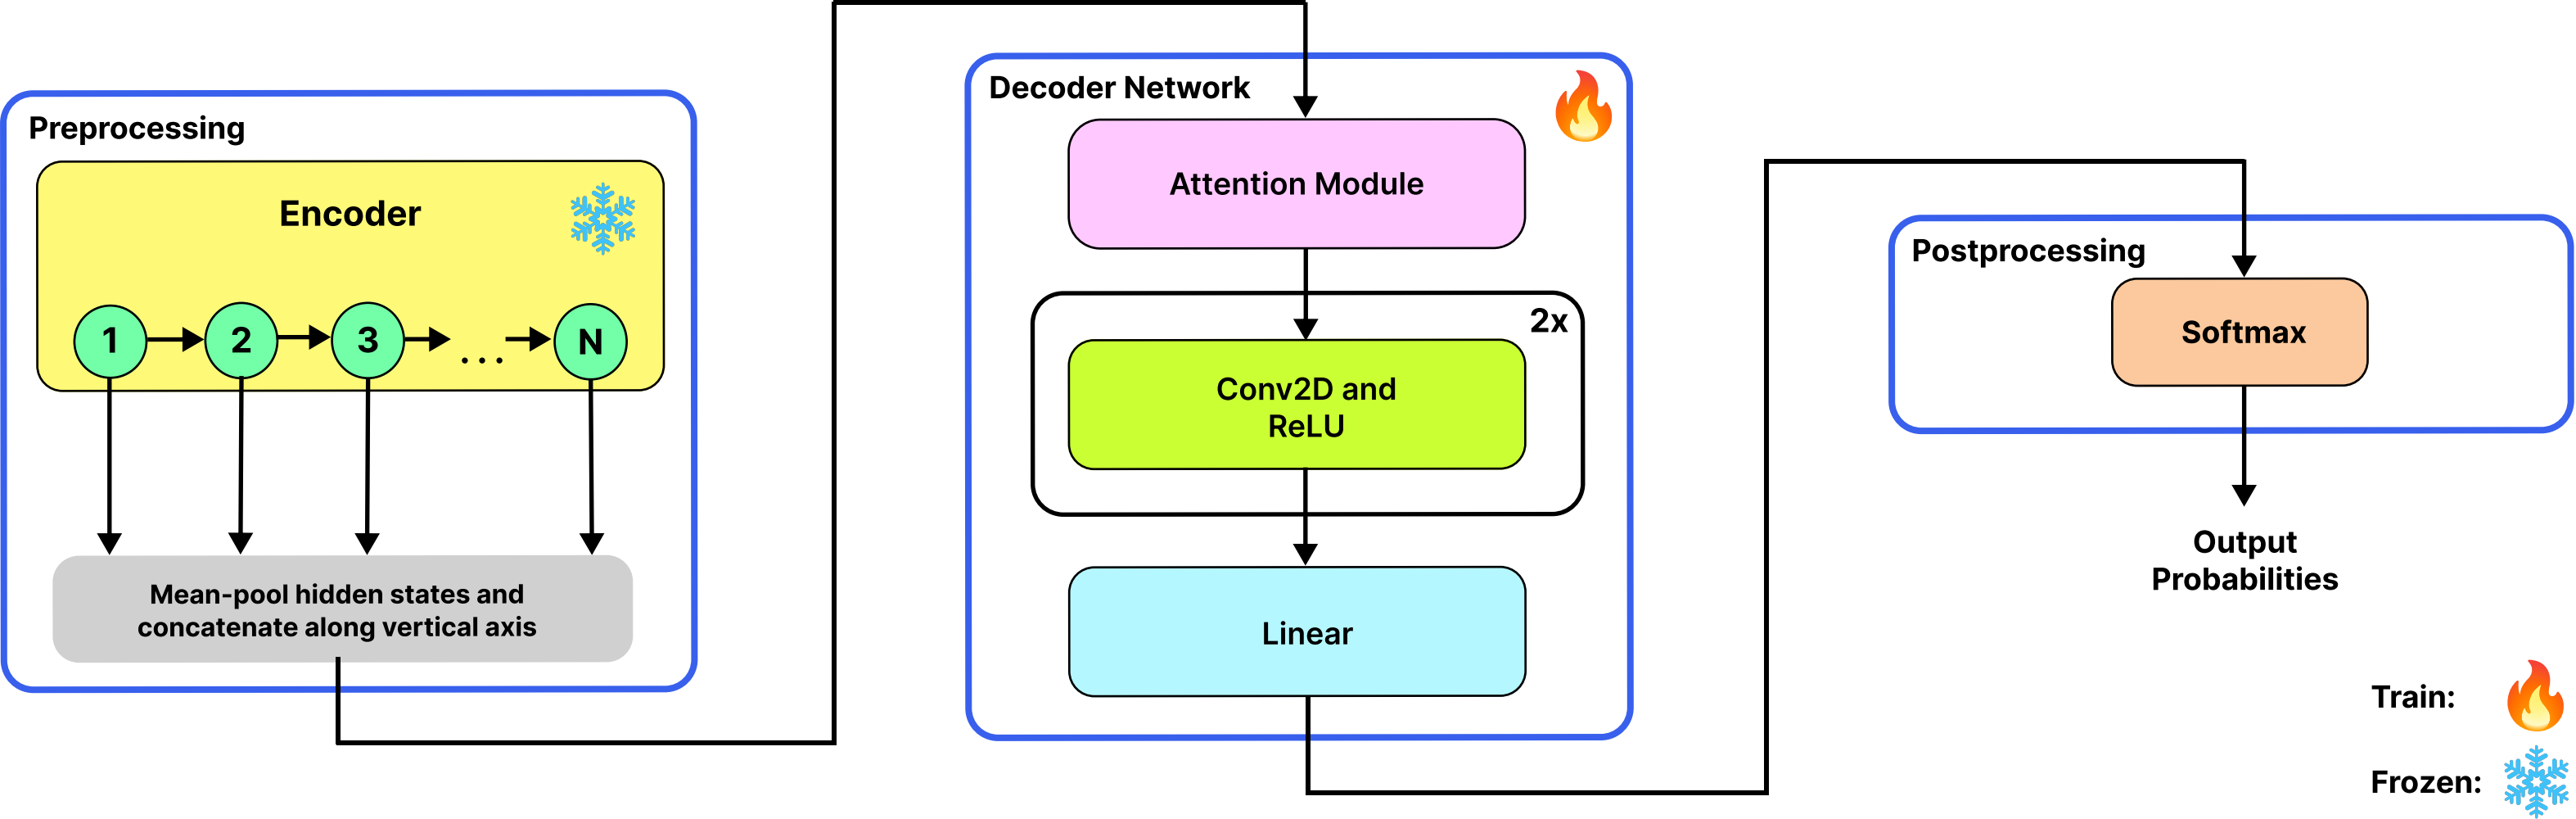 Preprocessing
Encoder
1
2
3
...
N
Mean-pool hidden states and
concatenate along vertical axis
Decoder Network
Attention Module
2x
Conv2D and
ReLU
Linear
Postprocessing
Softmax
Output
Probabilities
Train:
Frozen: